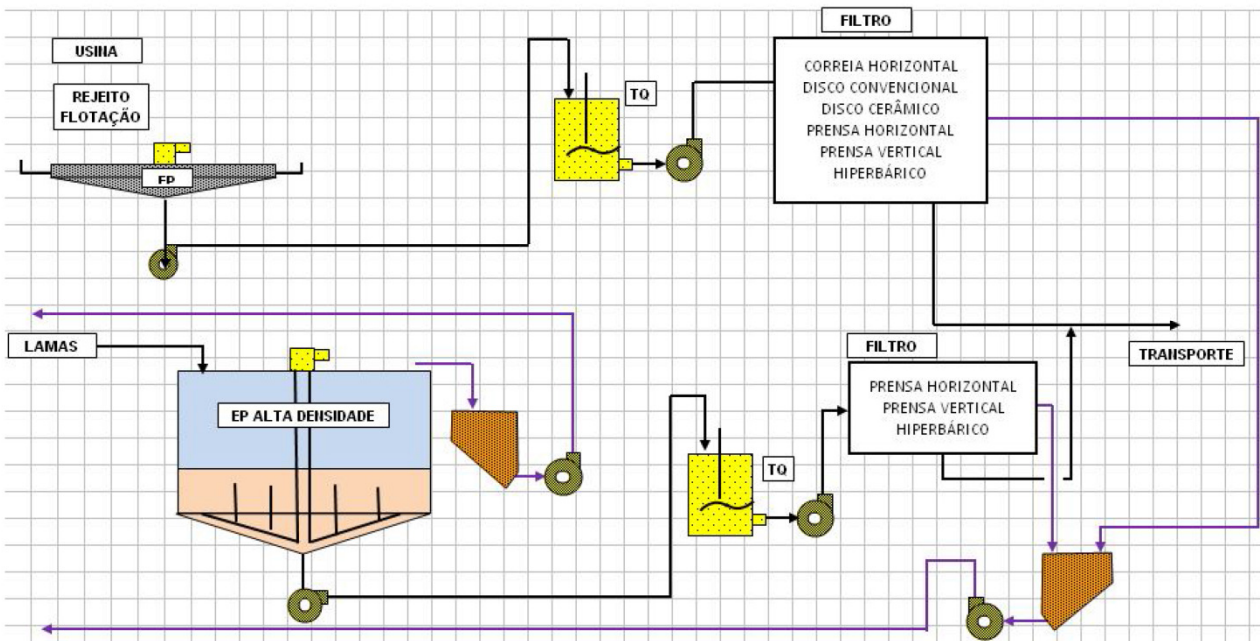 USINA
REJEITO
FLOTAÇÃO
EP
TQ
FILTRO
CORREIA HORIZONTAL
DISCO CONVENCIONAL
DISCO CERÂMICO
PRENSA HORIZONTAL
PRENSA VERTICAL
HIPERBÁRICO
TRANSPORTE
LAMAS
EP ALTA DENSIDADE
TQ
FILTRO
PRENSA HORIZONTAL
PRENSA VERTICAL
HIPERBÁRICO